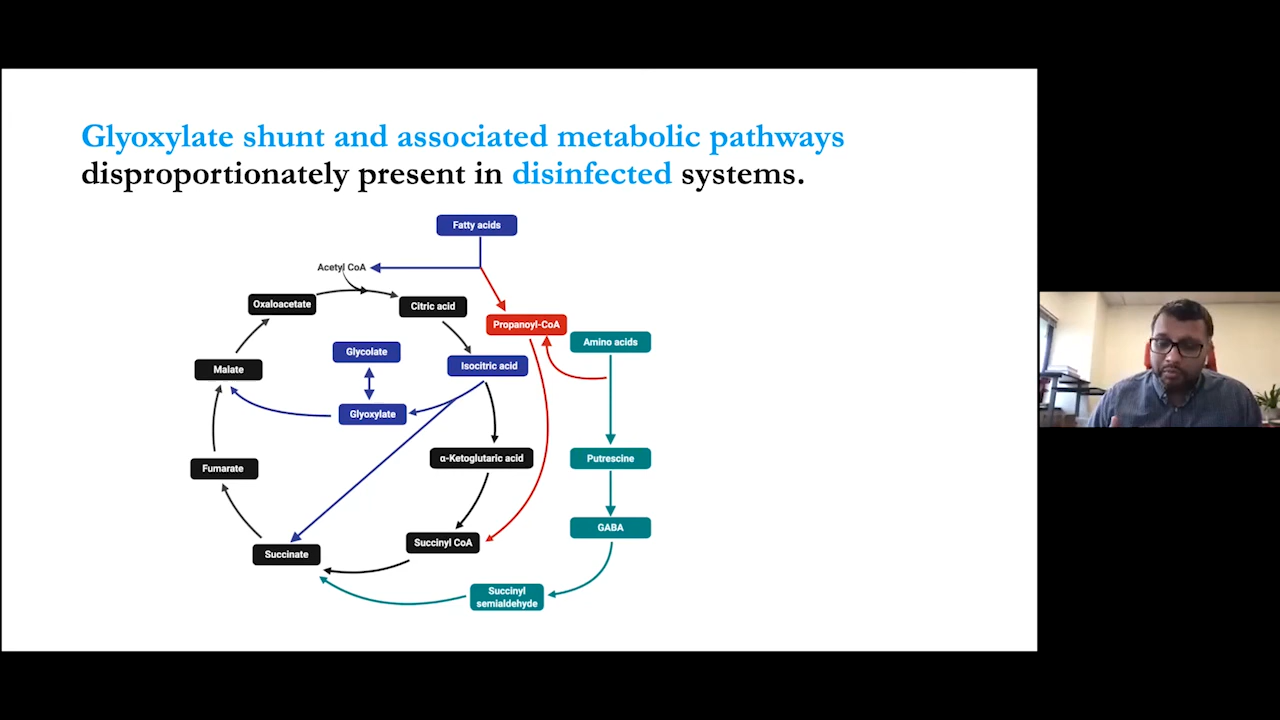 Glyoxylate shunt and associated metabolic pathways
disproportionately present in disinfected systems.
Fatty acids
Acetyl CoA
Oxaloacetate
Citric acid
Propanoyl-CoA
Amino acids
Glycolate
Isocitric acid
Malate
Glyoxylate
α-Ketoglutaric acid
Putrescine
Fumarate
GABA
Succinyl CoA
Succinate
Succinyl
semialdehyde